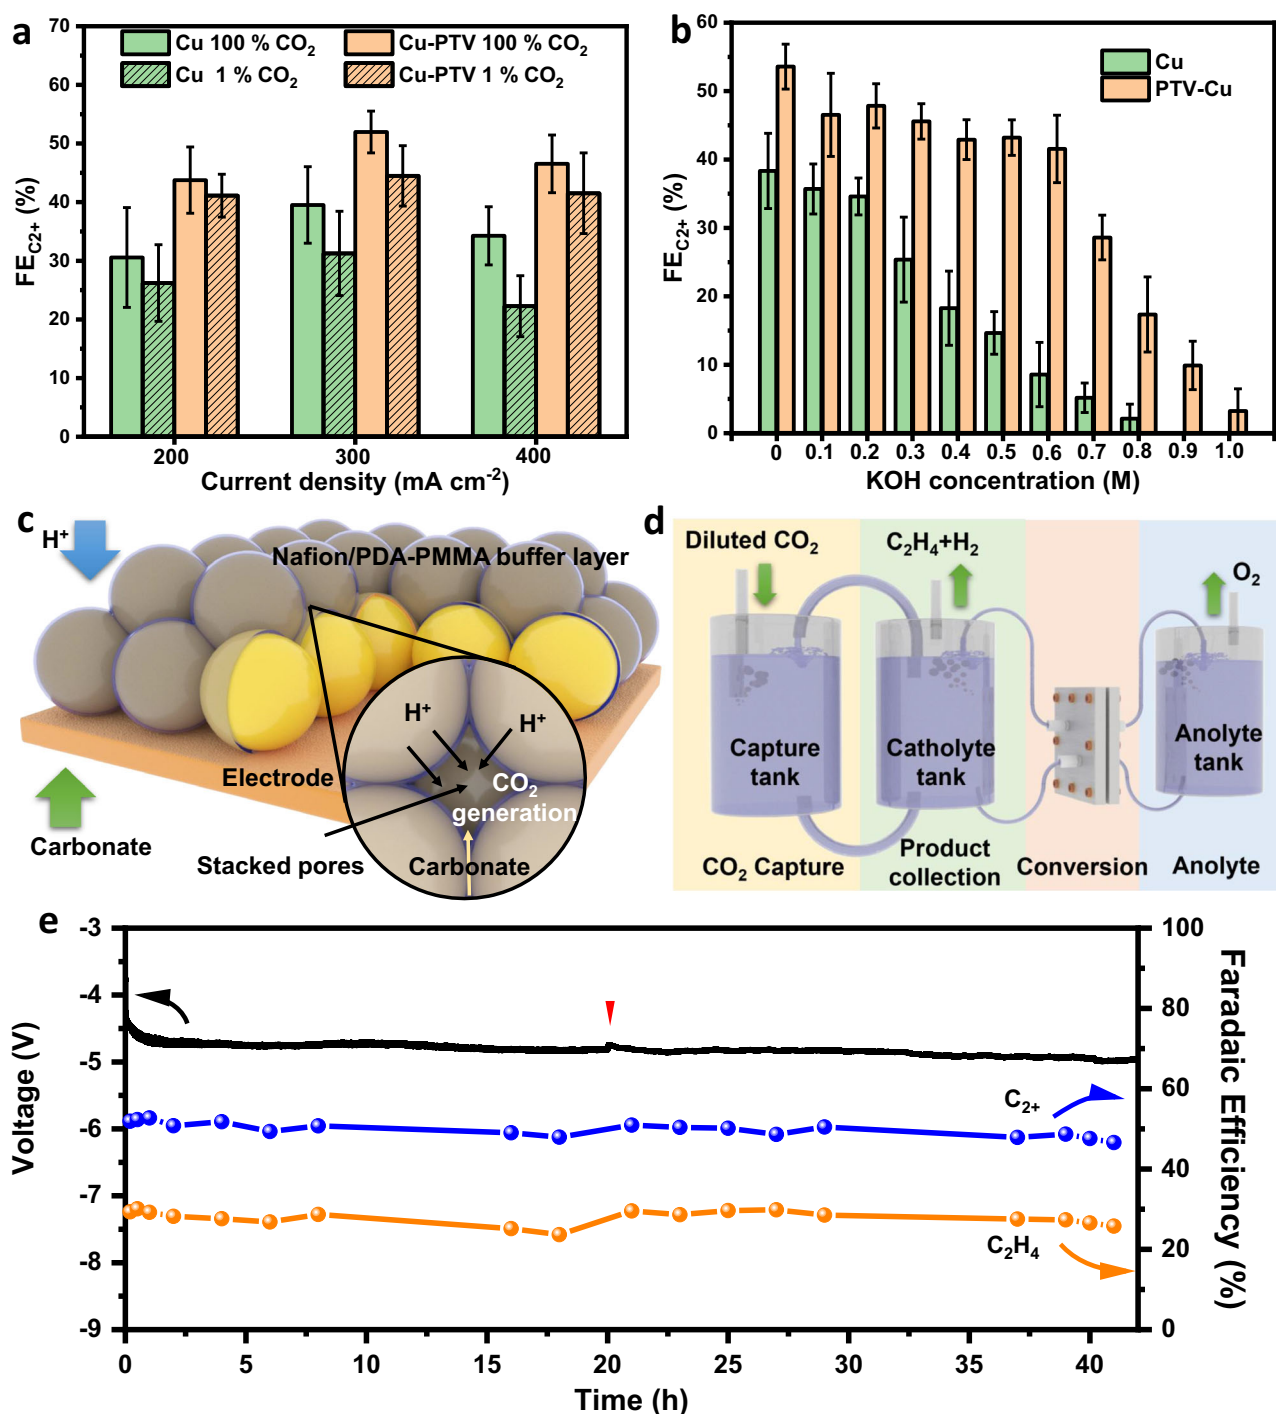 a
70
60
50
40
30
20
10
0
FE_C2+ (%)
Cu 100 % CO₂
Cu-PTV 100 % CO₂
Cu 1 % CO₂
Cu-PTV 1 % CO₂
200
300
400
Current density (mA cm⁻²)
b
60
50
40
30
20
10
0
FE_C2+ (%)
Cu
PTV-Cu
0
0.1
0.2
0.3
0.4
0.5
0.6
0.7
0.8
0.9
1.0
KOH concentration (M)
c
H⁺
Nafion/PDA-PMMA buffer layer
H⁺
H⁺
Electrode
CO₂
generation
Stacked pores
Carbonate
Carbonate
d
Diluted CO₂
C₂H₄+H₂
O₂
Capture
tank
Catholyte
tank
Anolyte
tank
CO₂ Capture
Product
collection
Conversion
Anolyte
e
-3
-4
-5
-6
-7
-8
-9
Voltage (V)
C₂₊
C₂H₄
100
80
60
40
20
0
Faradaic Efficiency (%)
0
5
10
15
20
25
30
35
40
Time (h)